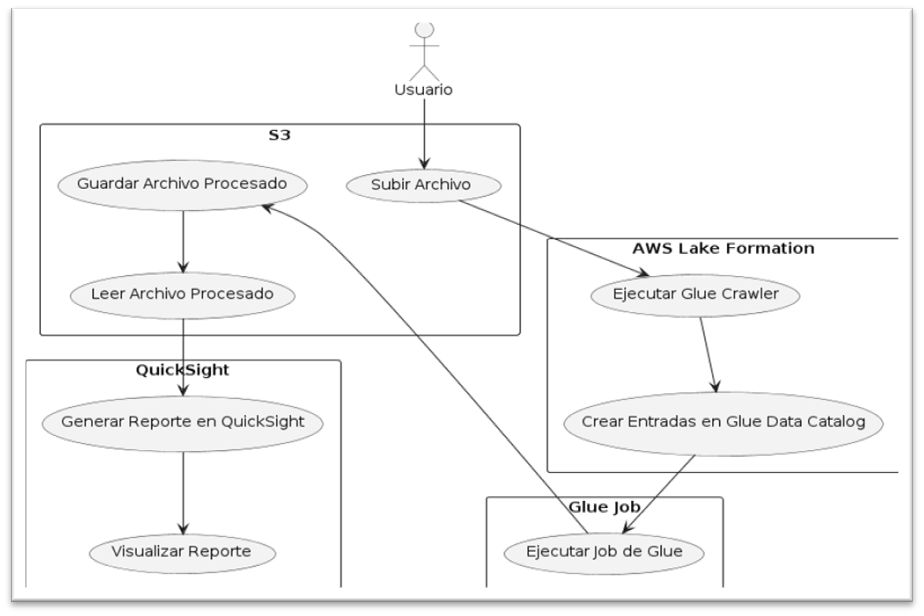 Usuario
S3
Guardar Archivo Procesado
Subir Archivo
Leer Archivo Procesado
AWS Lake Formation
Ejecutar Glue Crawler
Crear Entradas en Glue Data Catalog
QuickSight
Generar Reporte en QuickSight
Visualizar Reporte
Glue Job
Ejecutar Job de Glue